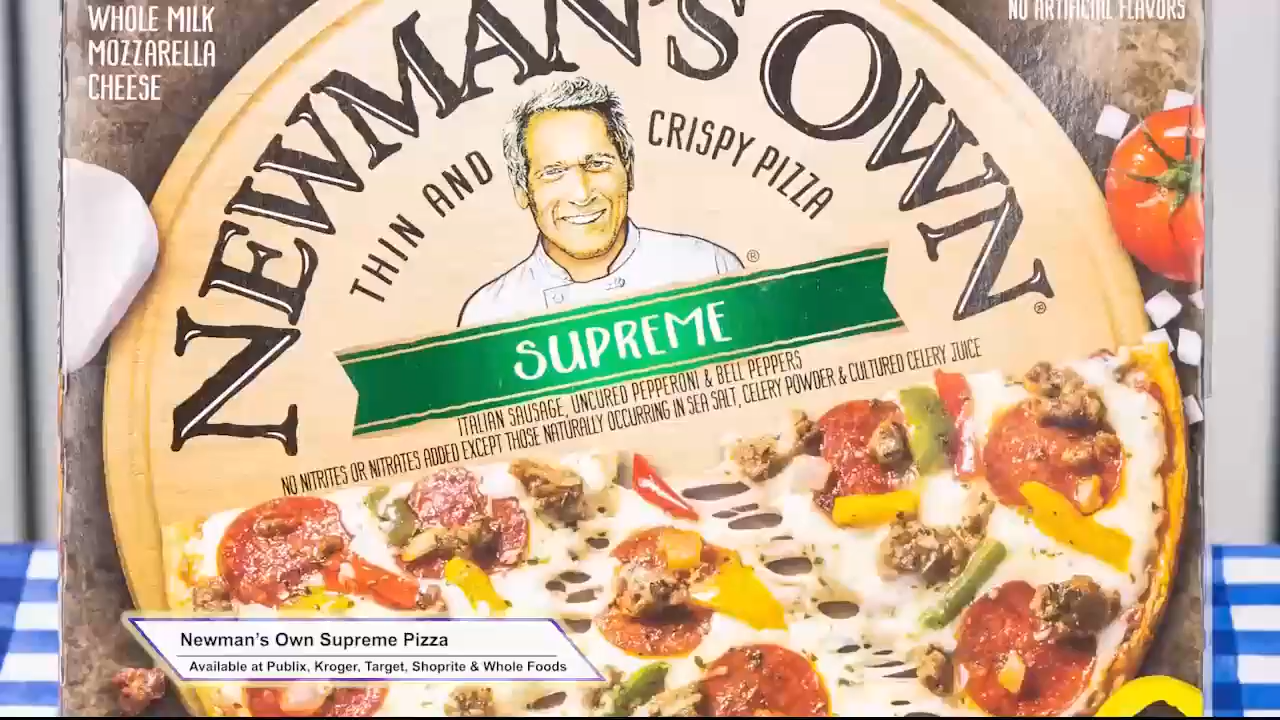 WHOLE MILK
MOZZARELLA
CHEESE
NO ARTIFICIAL FLAVORS
NEWMAN'S OWN®
THIN AND CRISPY PIZZA
®
SUPREME
ITALIAN SAUSAGE, UNCURED PEPPERONI & BELL PEPPERS
NO NITRITES OR NITRATES ADDED EXCEPT THOSE NATURALLY OCCURRING IN SEA SALT, CELERY POWDER & CULTURED CELERY JUICE
Newman's Own Supreme Pizza
Available at Publix, Kroger, Target, Shoprite & Whole Foods